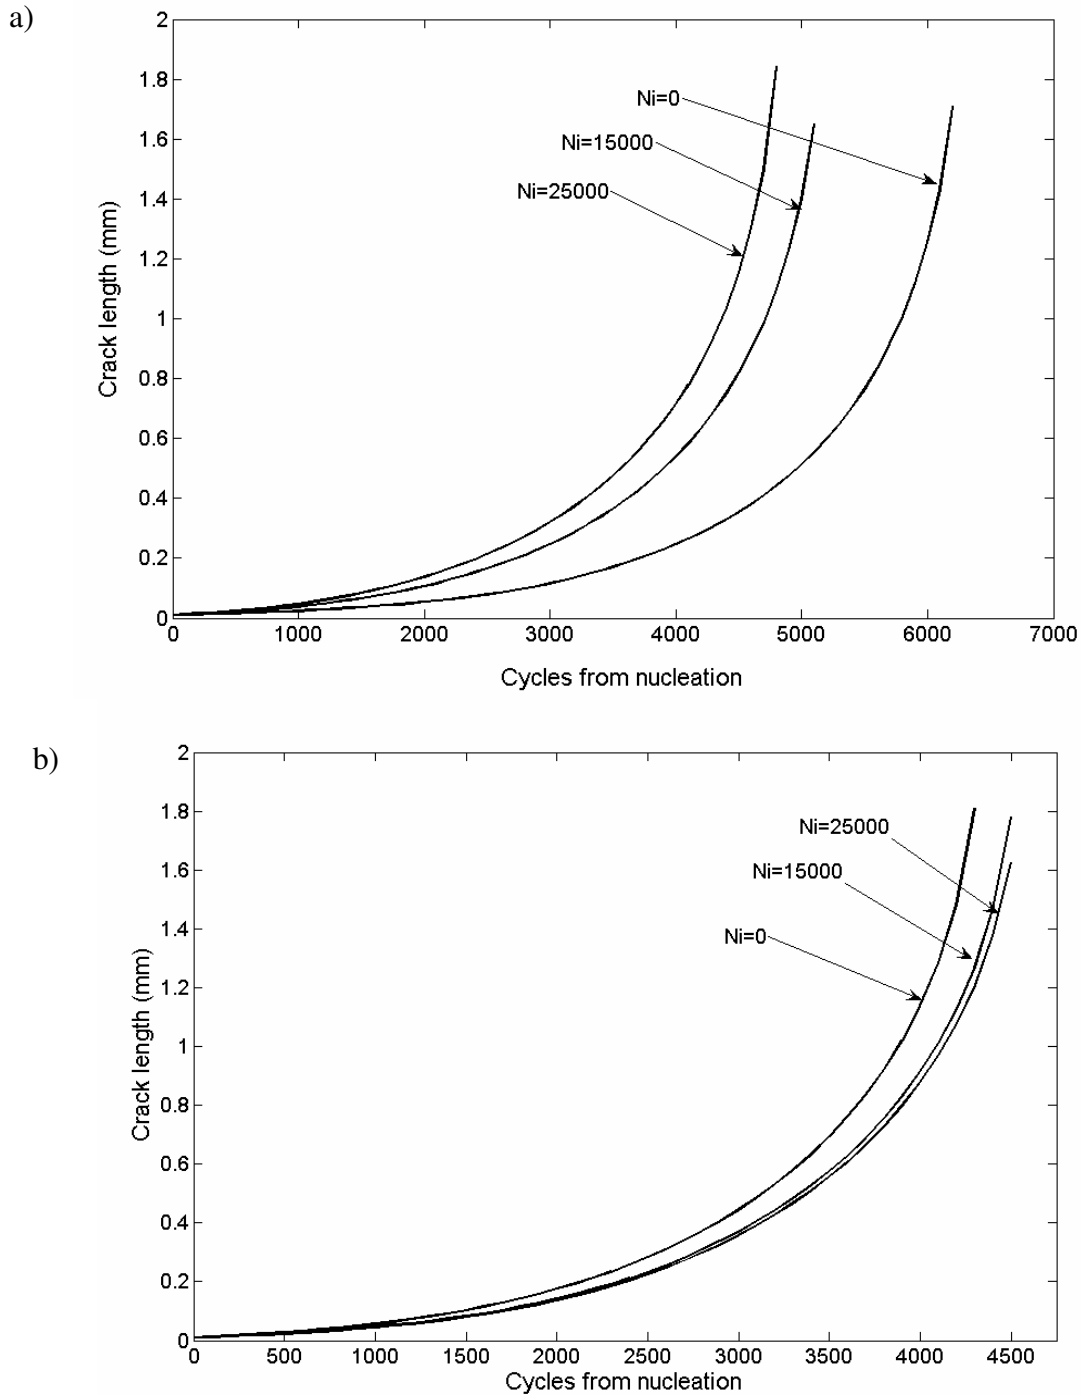 a)
2
1.8
1.6
1.4
1.2
1
0.8
0.6
0.4
0.2
0
Crack length (mm)
Ni=0
Ni=15000
Ni=25000
0 1000 2000 3000 4000 5000 6000 7000
Cycles from nucleation
b)
2
1.8
1.6
1.4
1.2
1
0.8
0.6
0.4
0.2
0
Crack length (mm)
Ni=25000
Ni=15000
Ni=0
0 500 1000 1500 2000 2500 3000 3500 4000 4500
Cycles from nucleation